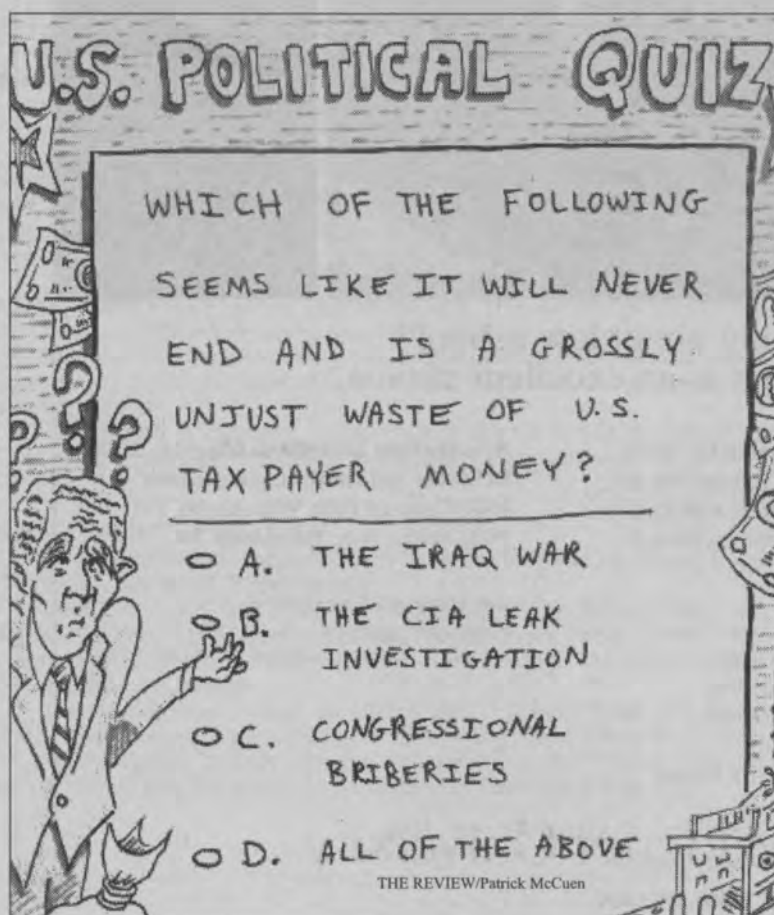 U.S. POLITICAL QUIZ
WHICH OF THE FOLLOWING
SEEMS LIKE IT WILL NEVER
END AND IS A GROSSLY
UNJUST WASTE OF U.S.
TAX PAYER MONEY?
A. THE IRAQ WAR
B. THE CIA LEAK
INVESTIGATION
C. CONGRESSIONAL
BRIBERIES
D. ALL OF THE ABOVE
THE REVIEW/Patrick McCuen